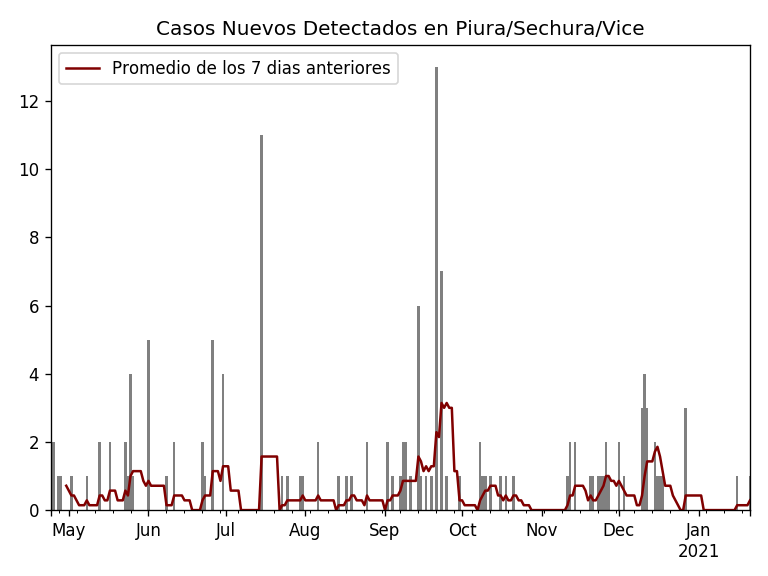 Casos Nuevos Detectados en Piura/Sechura/Vice
Promedio de los 7 dias anteriores
12
10
8
6
4
2
0
May Jun Jul Aug Sep Oct Nov Dec Jan
2021